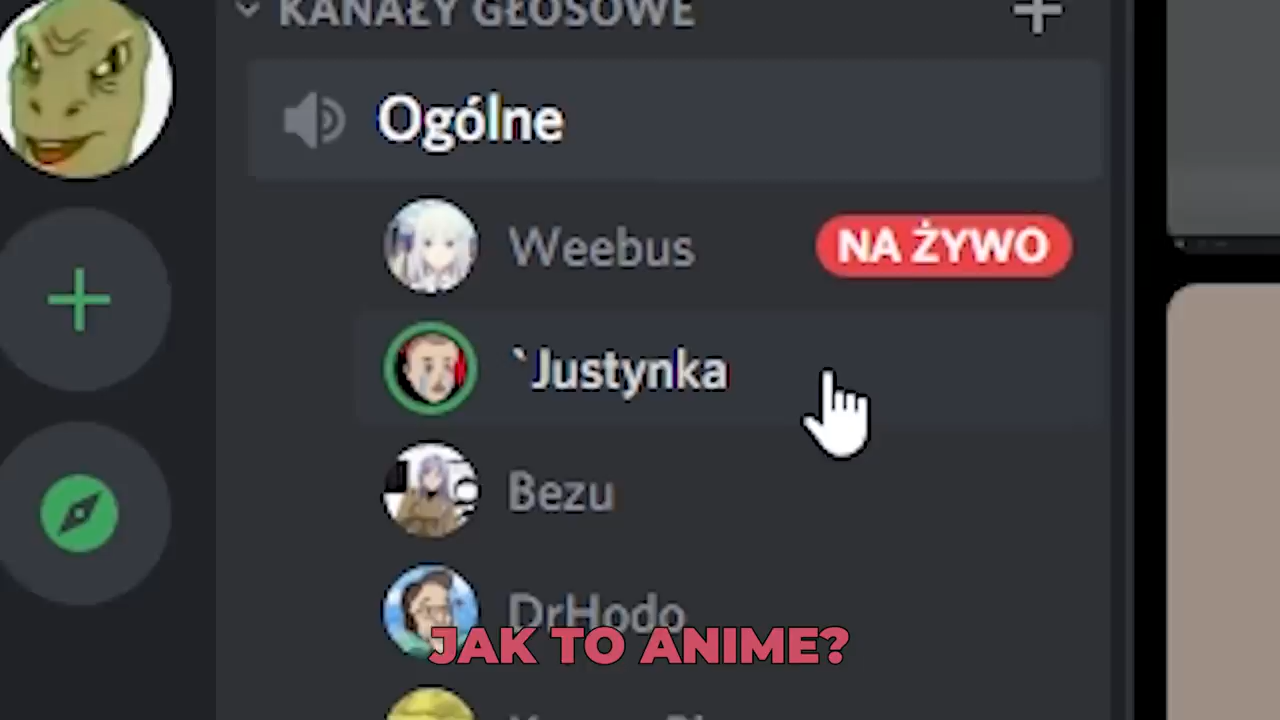 KANAŁY GŁOSOWE
Ogólne
Weebus NA ŻYWO
`Justynka
Bezu
DrHodo
JAK TO ANIME?